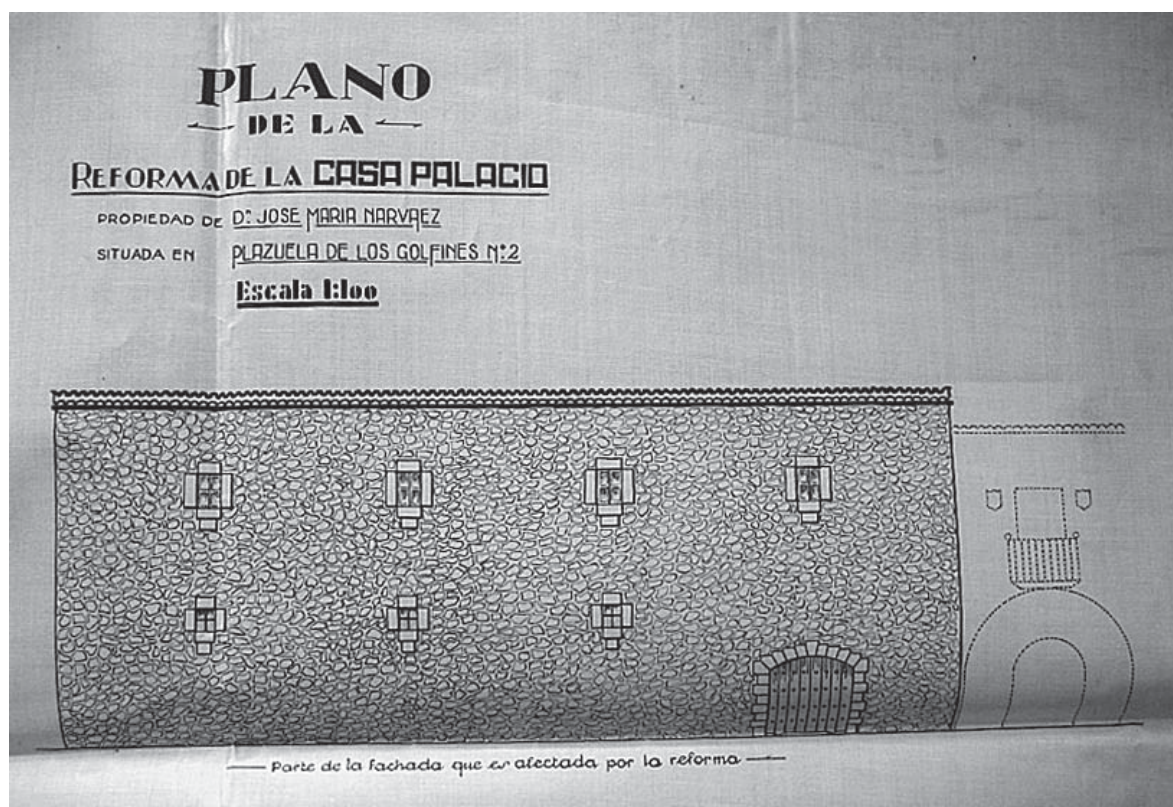 PLANO
DE LA
REFORMA DE LA CASA PALACIO
PROPIEDAD DE D.n JOSE MARIA NARVAEZ
SITUADA EN PLAZUELA DE LOS GOLFINES Nº2
Escala 1:100
Parte de la fachada que es afectada por la reforma